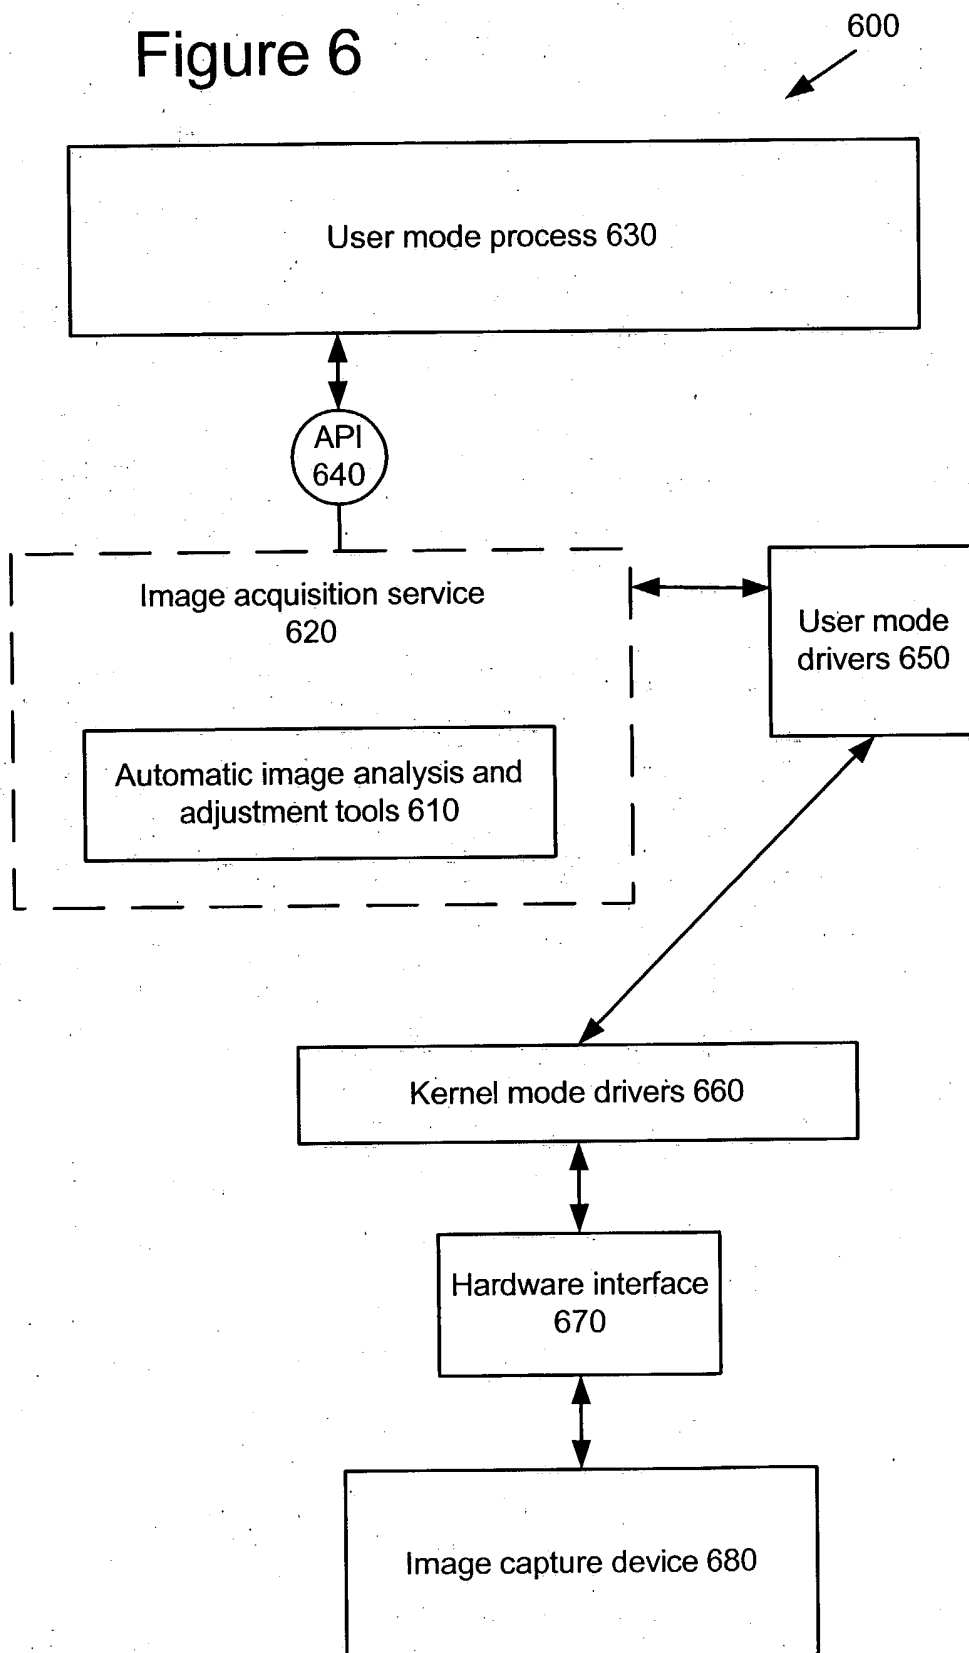 Figure 6
600
User mode process 630
API
640
Image acquisition service
620
User mode
drivers 650
Automatic image analysis and
adjustment tools 610
Kernel mode drivers 660
Hardware interface
670
Image capture device 680